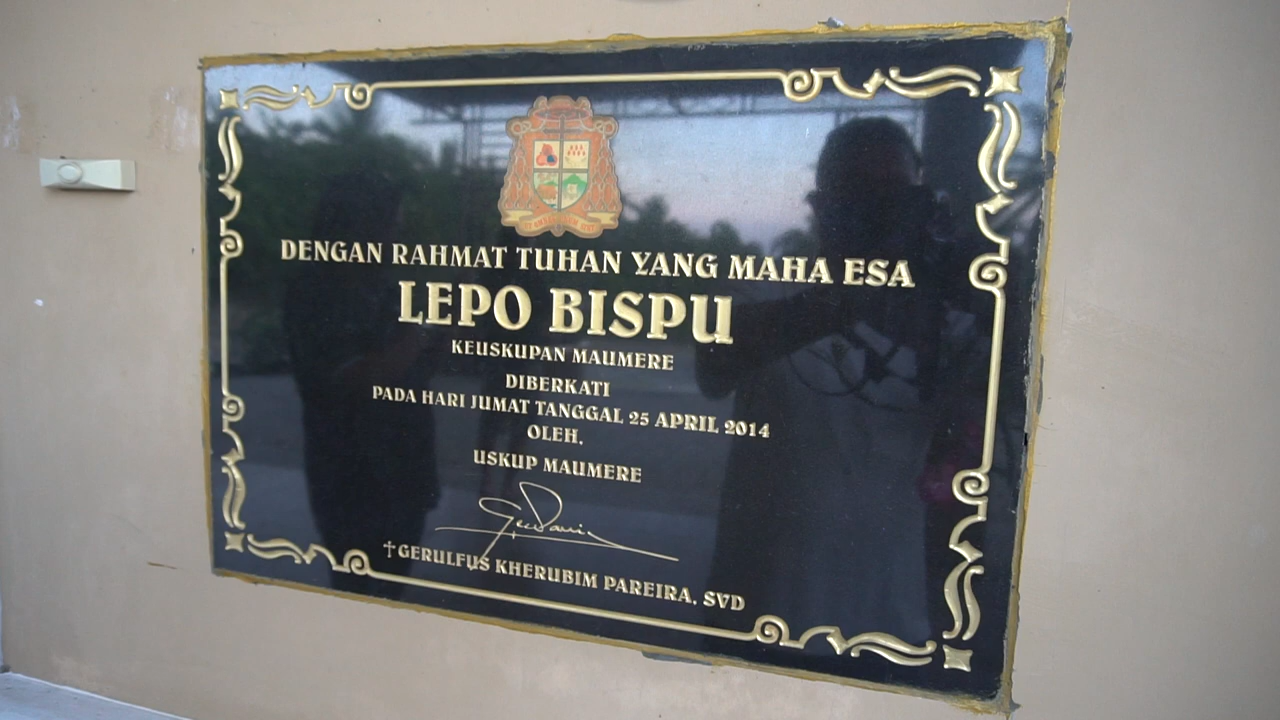 DENGAN RAHMAT TUHAN YANG MAHA ESA
LEPO BISPU
KEUSKUPAN MAUMERE
DIBERKATI
PADA HARI JUMAT TANGGAL 25 APRIL 2014
OLEH,
USKUP MAUMERE
†GERULFUS KHERUBIM PAREIRA, SVD